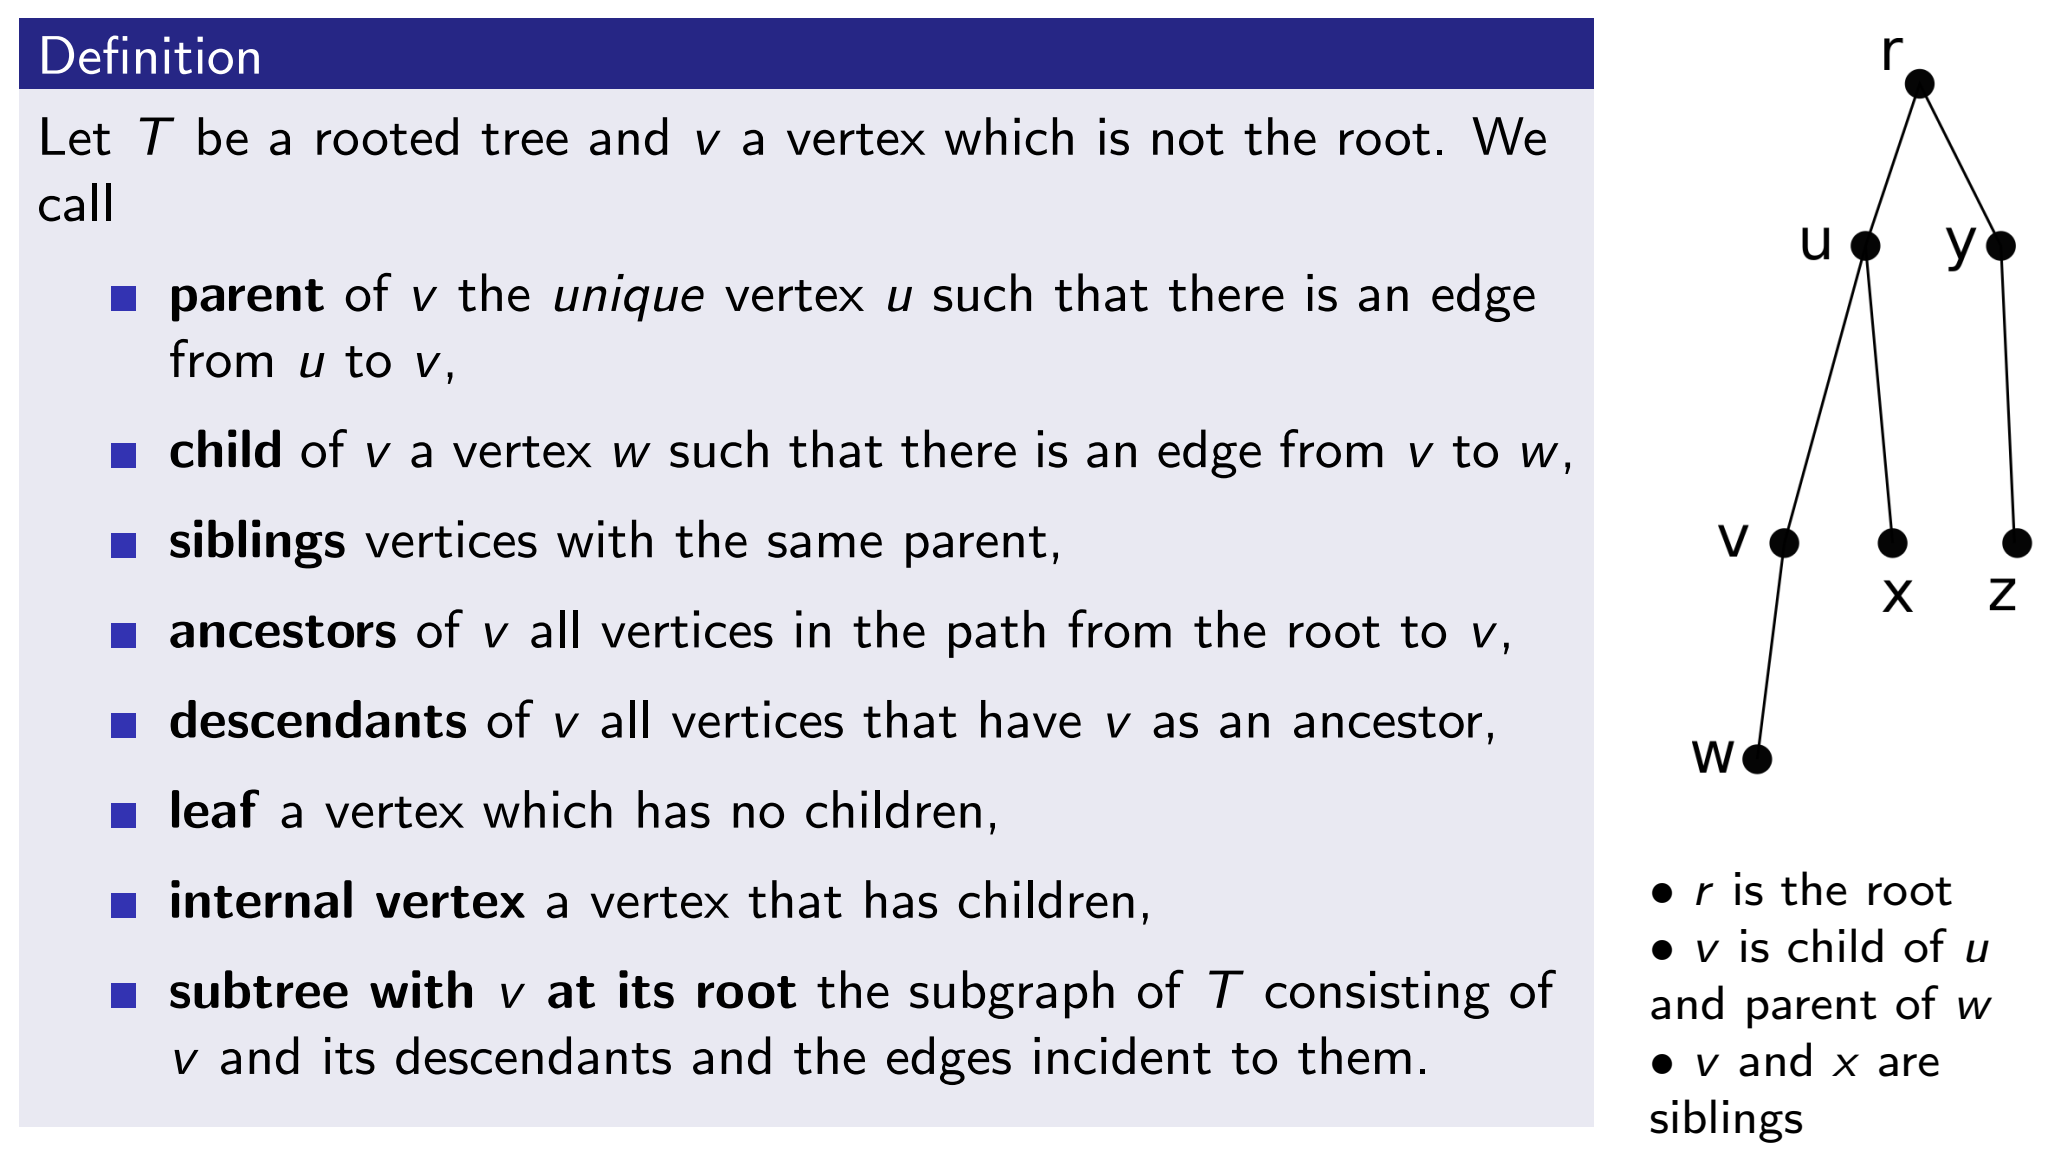 Definition
Let T be a rooted tree and v a vertex which is not the root. We
call
■ parent of v the unique vertex u such that there is an edge
from u to v,
■ child of v a vertex w such that there is an edge from v to w,
■ siblings vertices with the same parent,
■ ancestors of v all vertices in the path from the root to v,
■ descendants of v all vertices that have v as an ancestor,
■ leaf a vertex which has no children,
■ internal vertex a vertex that has children,
■ subtree with v at its root the subgraph of T consisting of
v and its descendants and the edges incident to them.
r
u y
v
x z
w
• r is the root
• v is child of u
and parent of w
• v and x are
siblings